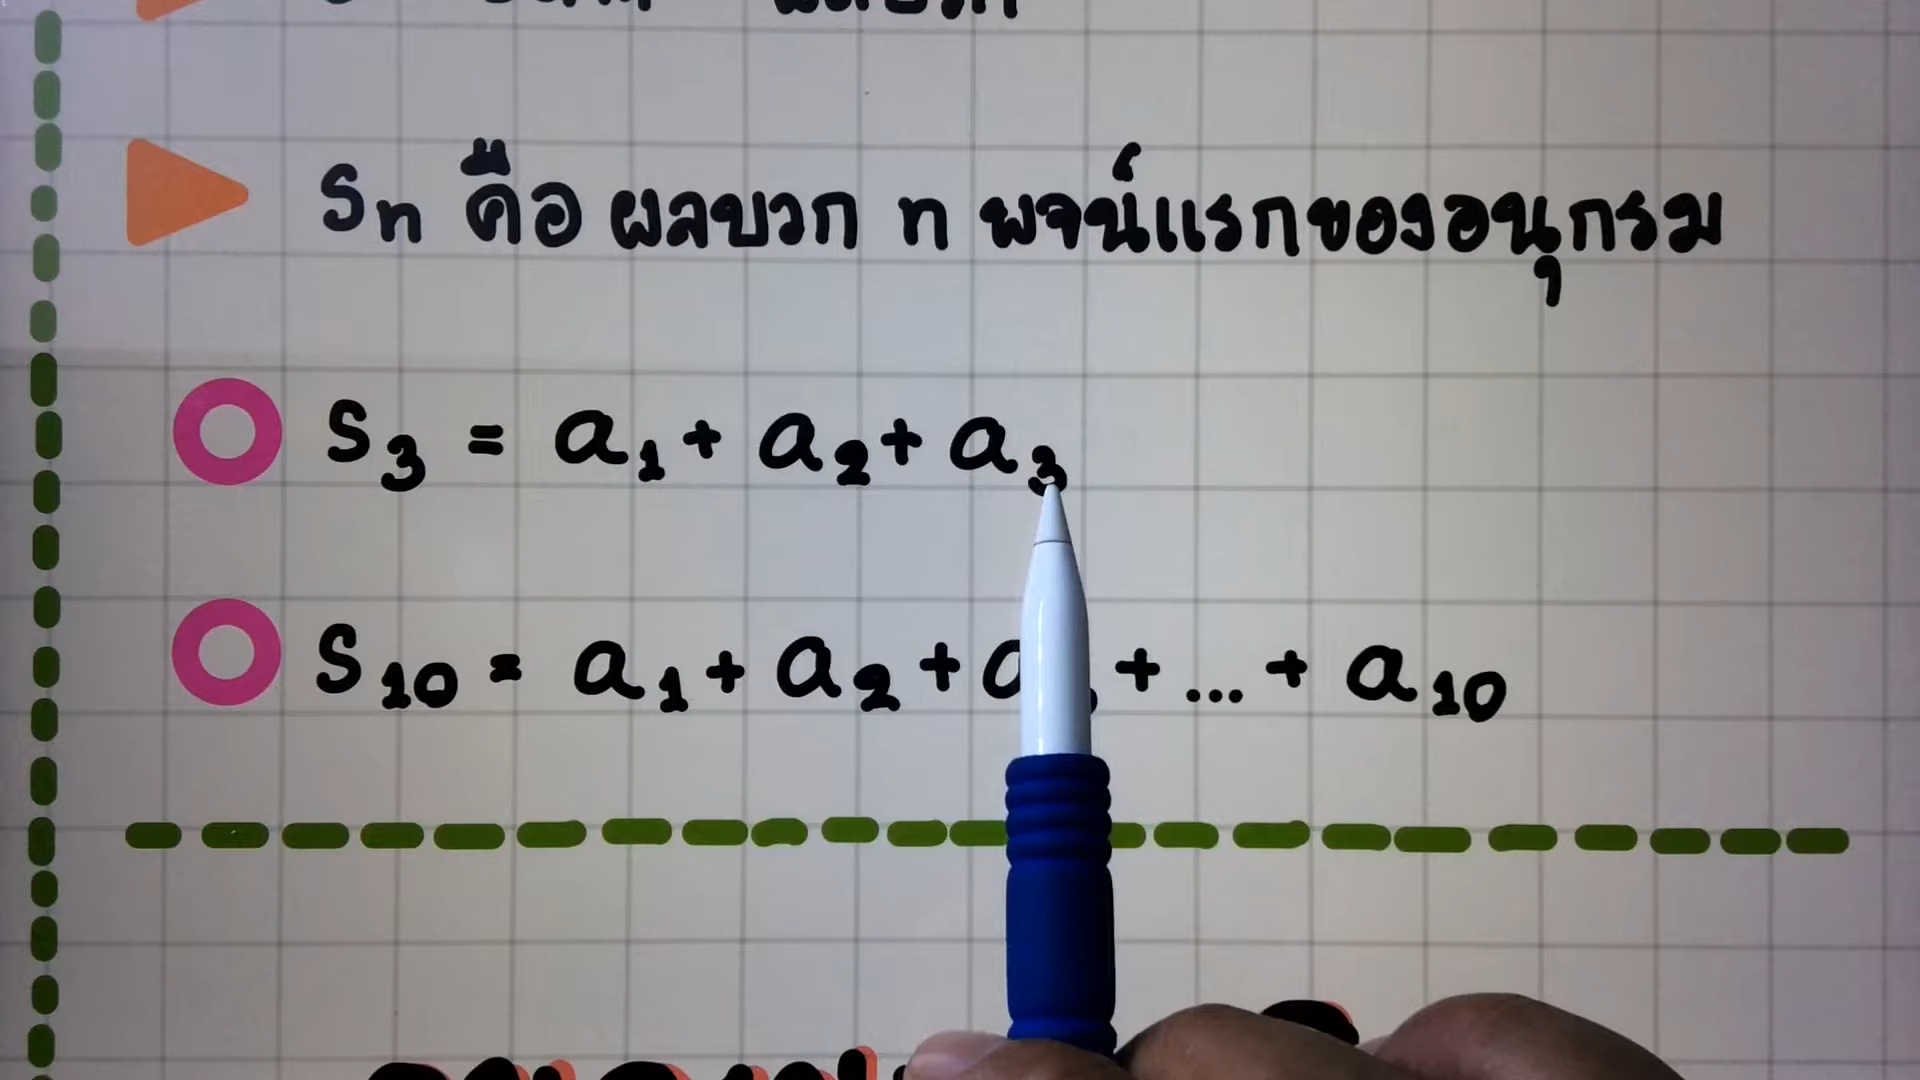 Sn คือ ผลบวก n พจน์แรกของอนุกรม
S3 = a1 + a2 + a3
S10 = a1 + a2 + a + ... + a10